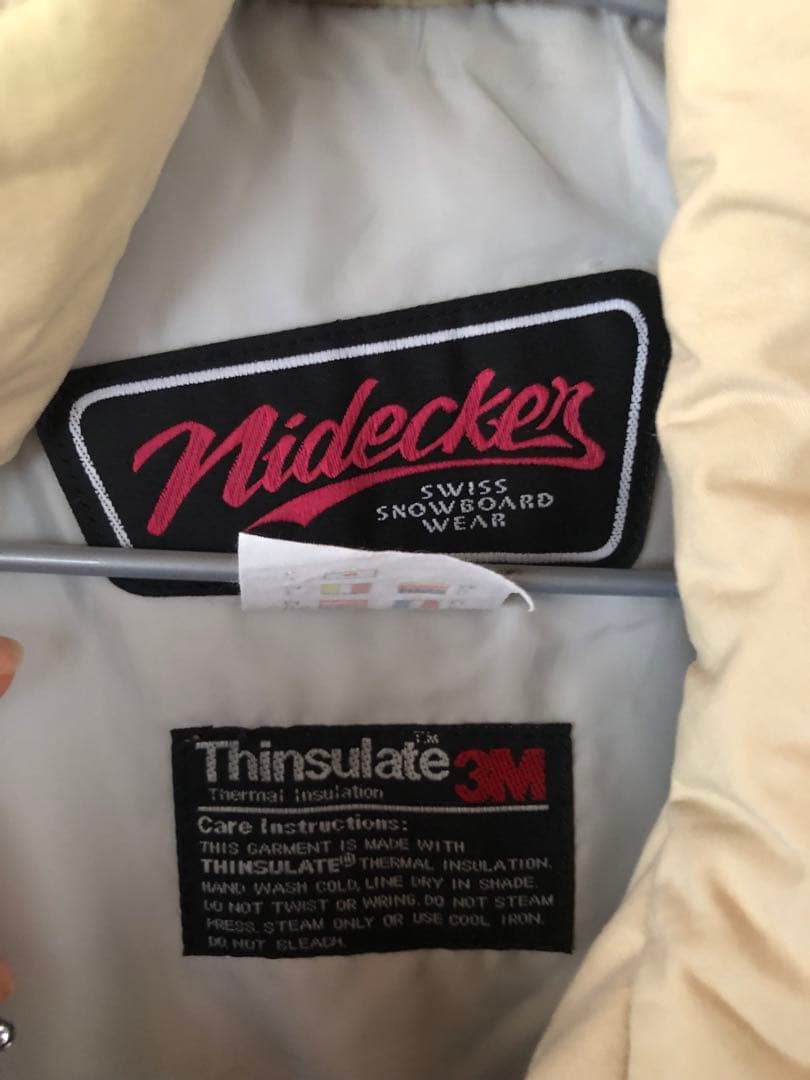 Nidecker
SWISS
SNOWBOARD
WEAR
Thinsulate™ 3M
Thermal Insulation
Care Instructions:
THIS GARMENT IS MADE WITH
THINSULATE® THERMAL INSULATION.
HAND WASH COLD, LINE DRY IN SHADE.
DO NOT TWIST OR WRING. DO NOT STEAM
PRESS. STEAM ONLY OR USE COOL IRON.
DO NOT BLEACH.